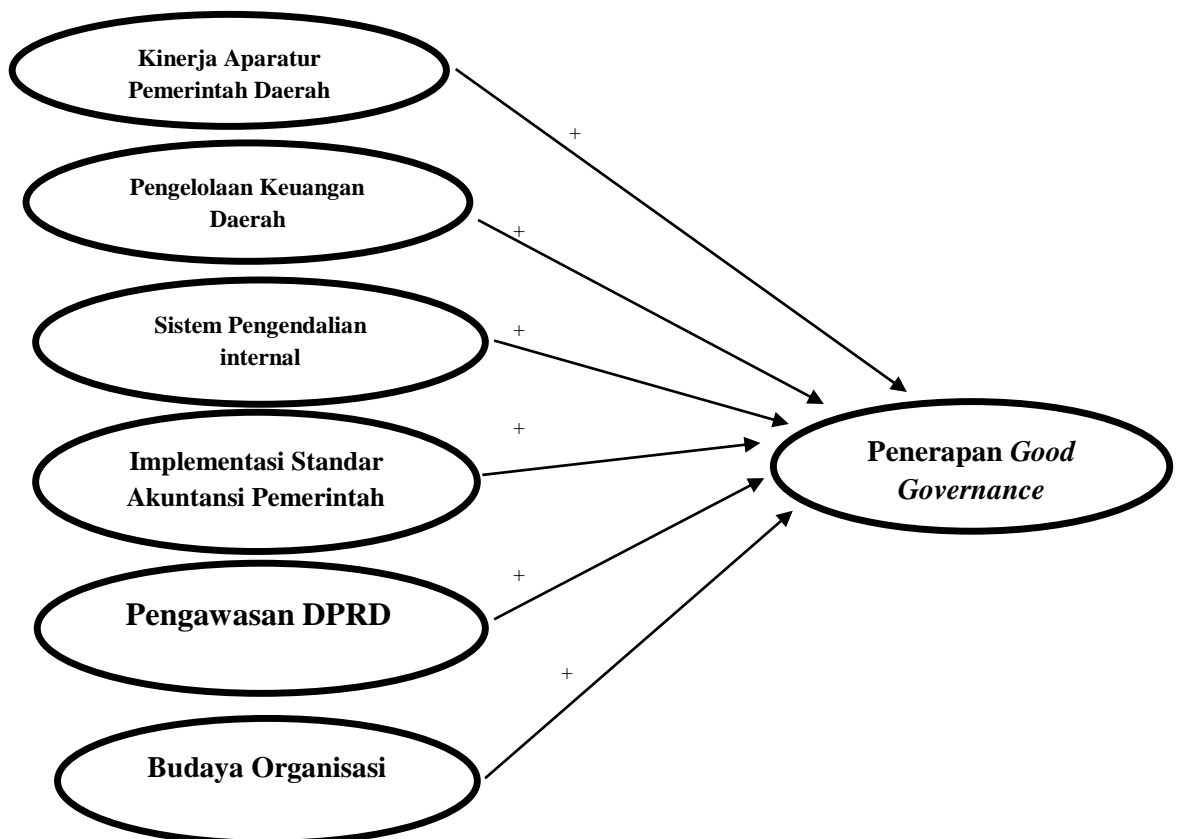 Kinerja Aparatur
Pemerintah Daerah
+
Pengelolaan Keuangan
Daerah
+
Sistem Pengendalian
internal
+
Implementasi Standar
Akuntansi Pemerintah
+
Penerapan Good
Governance
Pengawasan DPRD
+
Budaya Organisasi
+